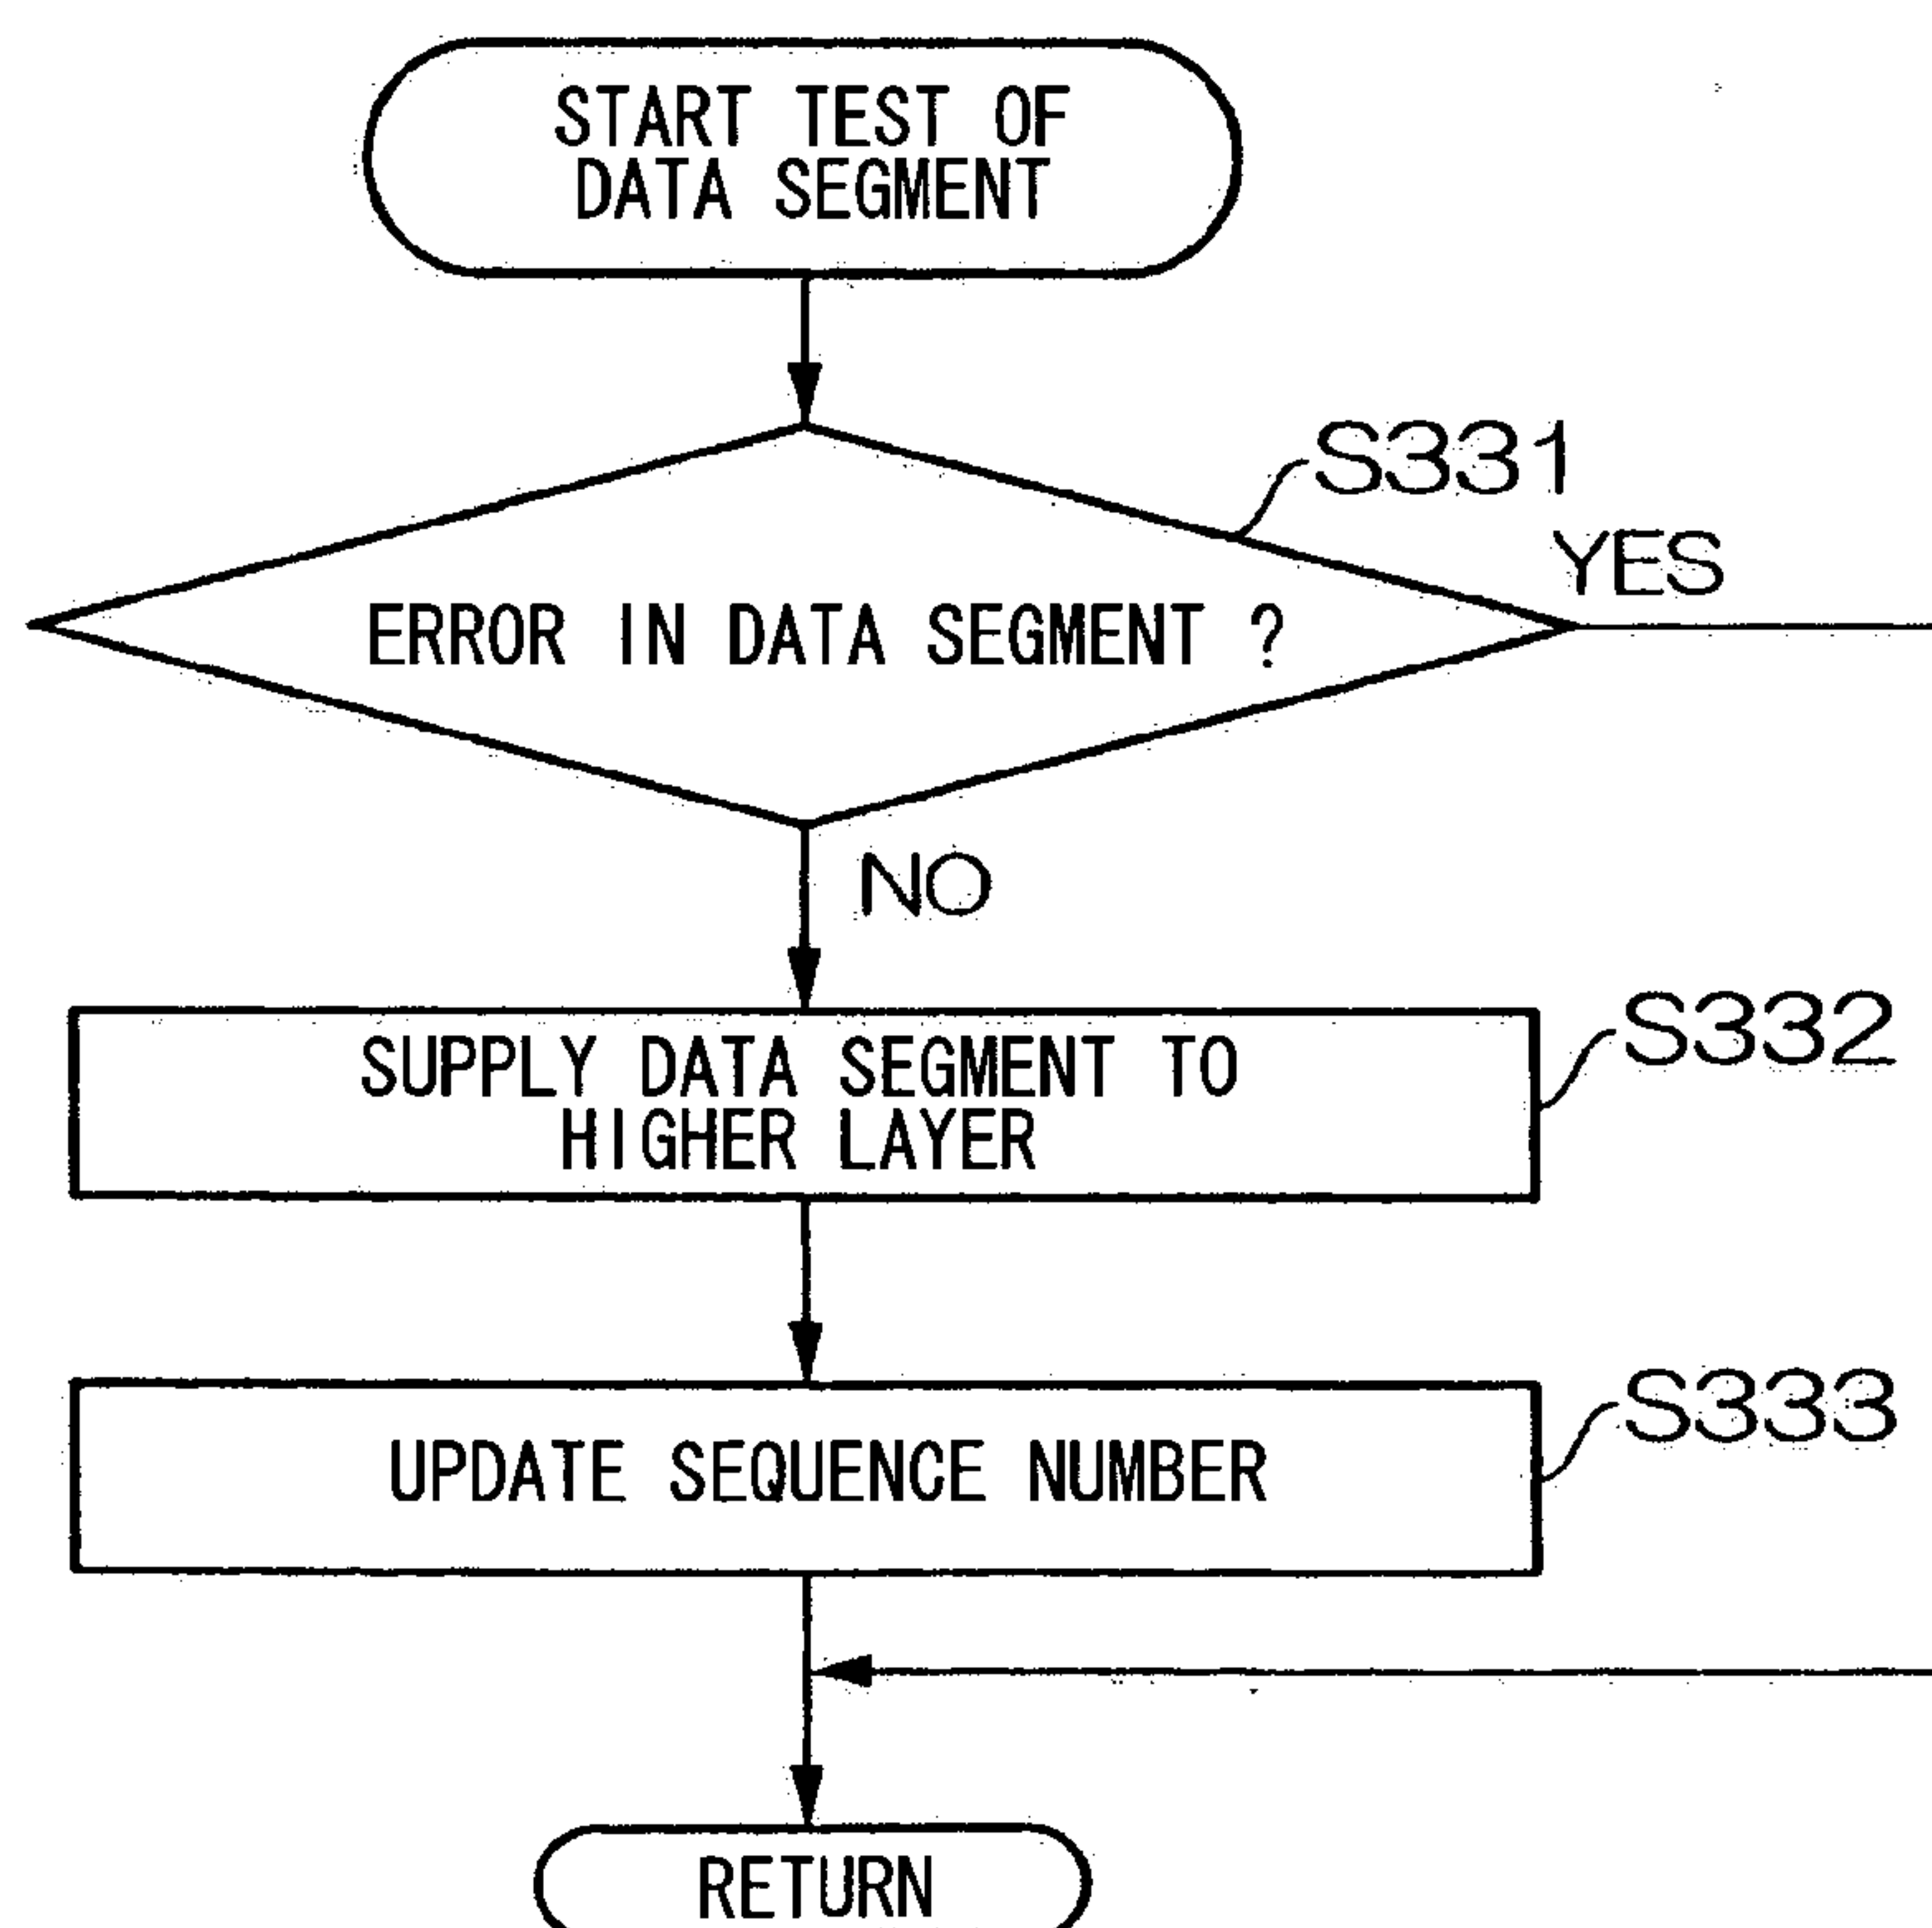 START TEST OF
DATA SEGMENT
S331
YES
ERROR IN DATA SEGMENT ?
NO
S332
SUPPLY DATA SEGMENT TO
HIGHER LAYER
S333
UPDATE SEQUENCE NUMBER
RETURN